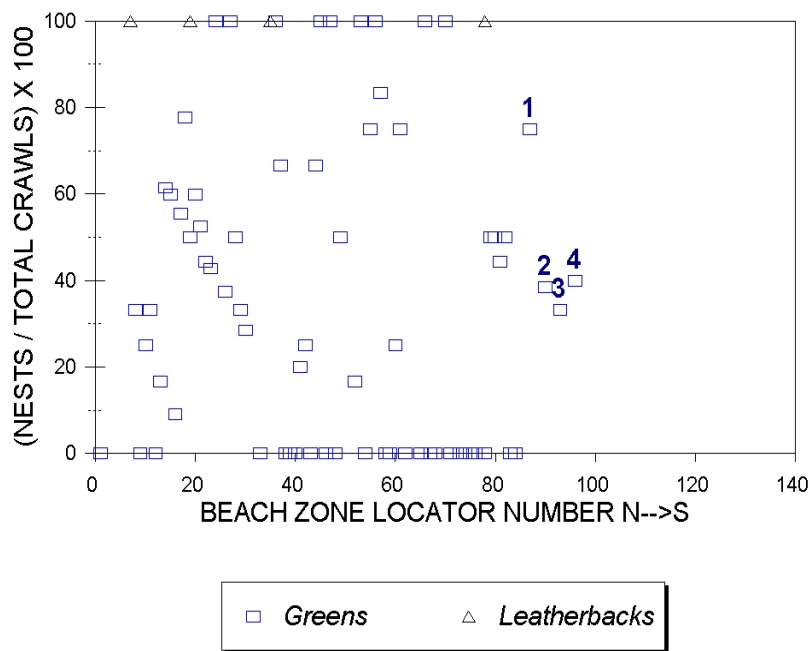 (NESTS / TOTAL CRAWLS) X 100
100
80
60
40
20
0
1
2
3
4
0 20 40 60 80 100 120 140
BEACH ZONE LOCATOR NUMBER N-->S
Greens Leatherbacks